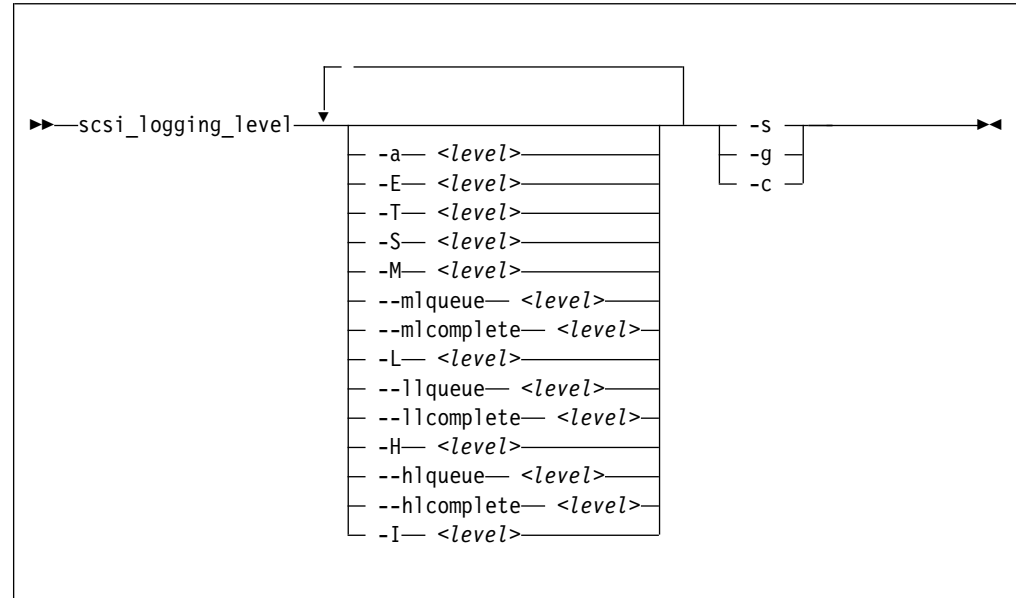 scsi_logging_level -s
-a <level> -g
-E <level> -c
-T <level>
-S <level>
-M <level>
--mlqueue <level>
--mlcomplete <level>
-L <level>
--llqueue <level>
--llcomplete <level>
-H <level>
--hlqueue <level>
--hlcomplete <level>
-I <level>